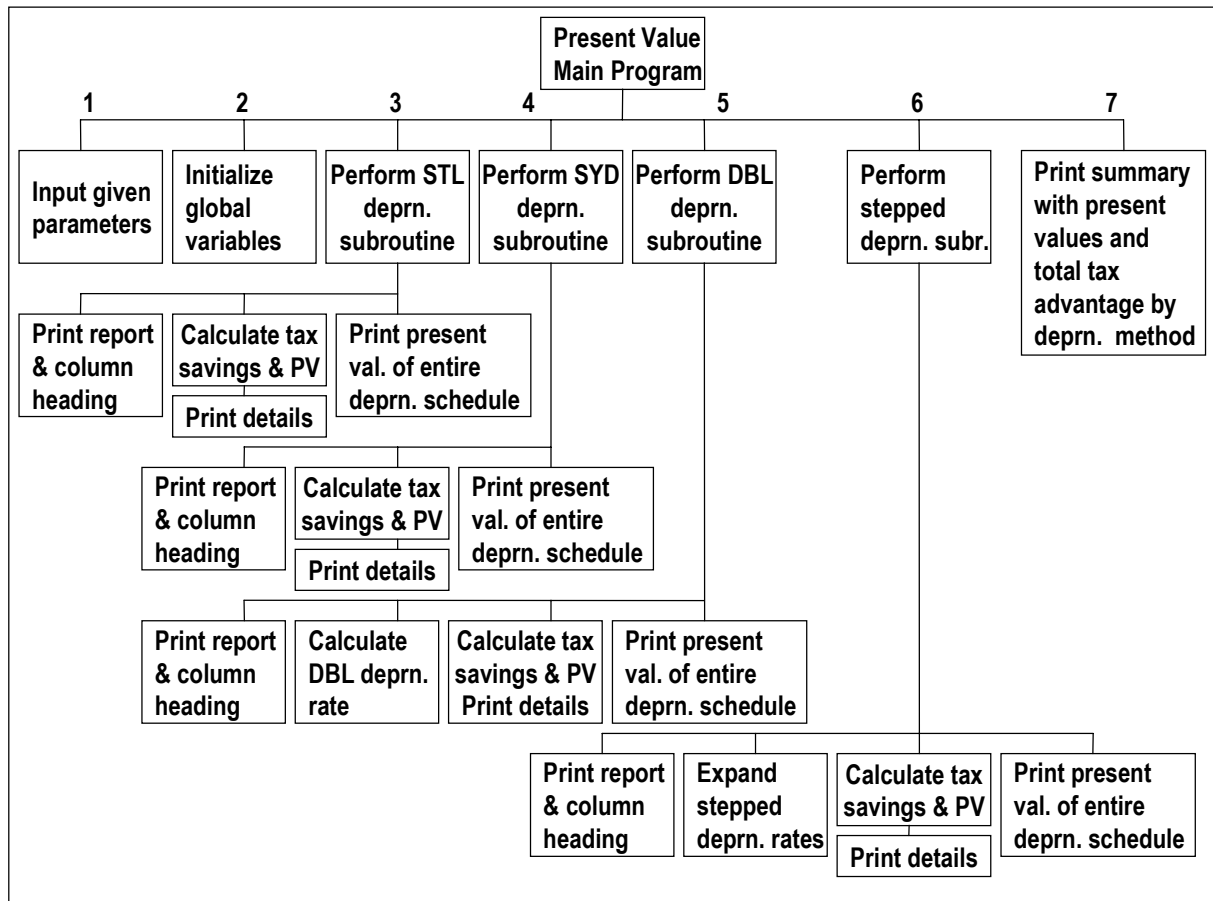 Present Value
Main Program
1
2
3
4
5
6
7
Input given
parameters
Initialize
global
variables
Perform STL
deprn.
subroutine
Perform SYD
deprn.
subroutine
Perform DBL
deprn.
subroutine
Perform
stepped
deprn. subr.
Print summary
with present
values and
total tax
advantage by
deprn. method
Print report
& column
heading
Calculate tax
savings & PV
Print details
Print present
val. of entire
deprn. schedule
Print report
& column
heading
Calculate tax
savings & PV
Print details
Print present
val. of entire
deprn. schedule
Print report
& column
heading
Calculate
DBL deprn.
rate
Calculate tax
savings & PV
Print details
Print present
val. of entire
deprn. schedule
Print report
& column
heading
Expand
stepped
deprn. rates
Calculate tax
savings & PV
Print details
Print present
val. of entire
deprn. schedule